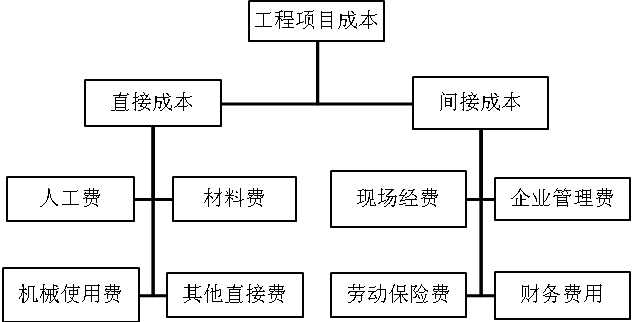 工程项目成本
直接成本
间接成本
人工费
材料费
现场经费
企业管理费
机械使用费
其他直接费
劳动保险费
财务费用